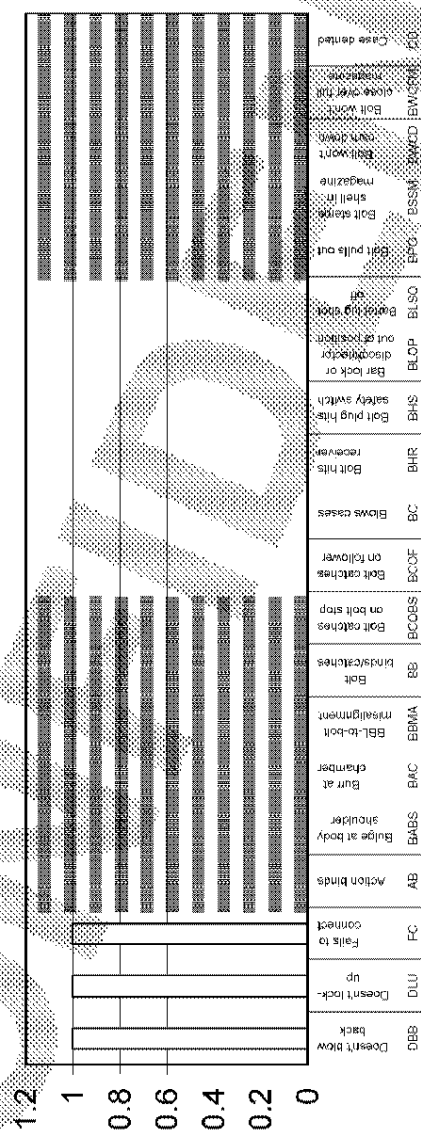 1.2
1
0.8
0.6
0.4
0.2
0
Doesn't blow
back
DBB
Doesn't lock-
up
DLU
Fails to
connect
FC
Action binds
AB
Bulge at body
shoulder
BABS
Burr at
chamber
BAC
BBL-to-bolt
misalignment
BBMA
Bolt
binds/catches
BB
Bolt catches
on bolt stop
BCOBS
Bolt catches
on follower
BCOF
Blows cases
BC
Bolt hits
receiver
BHR
Bolt plug hits
safety switch
BHS
Bar lock or
disconnector
out of position
BLOP
Barrel lug shot
off
BLSO
Bolt pulls out
BPO
Bolt stems
shell in
magazine
BSSM
Bolt won't
cam down
BWCD
Bolt won't
close over full
magazine
Case dented
CD